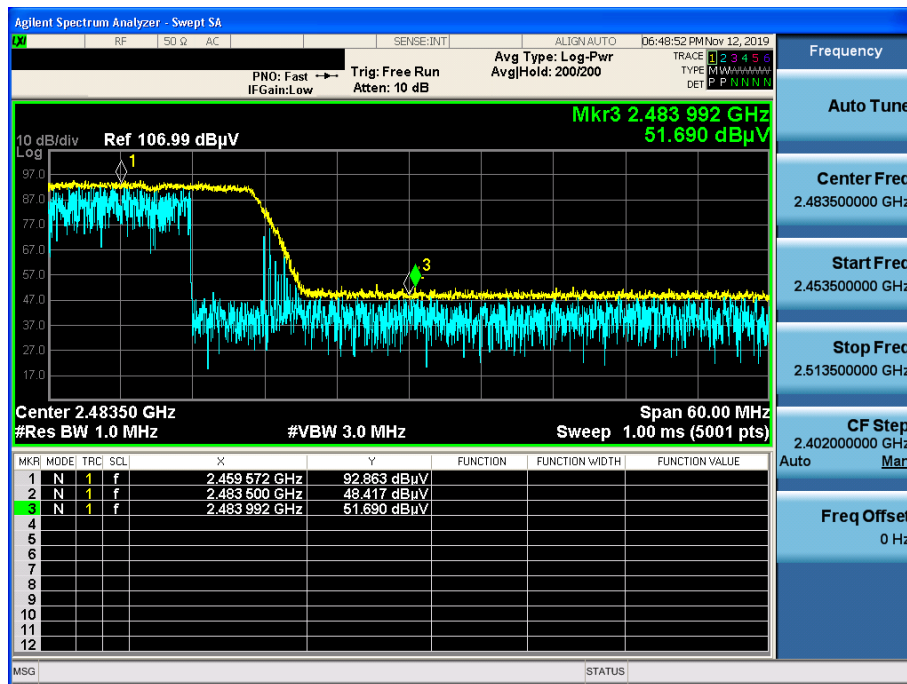 Agilent Spectrum Analyzer - Swept SA
LXI RF 50 Ω AC SENSE:INT ALIGN AUTO 06:48:52 PM Nov 12, 2019
PNO: Fast Trig: Free Run Avg Type: Log-Pwr TRACE 1 2 3 4 5 6
IFGain:Low Atten: 10 dB Avg|Hold: 200/200 TYPE M
DET P P N N N N
Mkr3 2.483 992 GHz
51.690 dBµV
10 dB/div Ref 106.99 dBµV
Log
97.0
87.0
77.0
67.0
57.0
47.0
37.0
27.0
17.0
1
3
Center 2.48350 GHz Span 60.00 MHz
#Res BW 1.0 MHz #VBW 3.0 MHz Sweep 1.00 ms (5001 pts)
MKR MODE TRC SCL X Y FUNCTION FUNCTION WIDTH FUNCTION VALUE
1 N 1 f 2.459 572 GHz 92.863 dBµV
2 N 1 f 2.483 500 GHz 48.417 dBµV
3 N 1 f 2.483 992 GHz 51.690 dBµV
4
5
6
7
8
9
10
11
12
MSG STATUS
Frequency
Auto Tune
Center Freq
2.483500000 GHz
Start Freq
2.453500000 GHz
Stop Freq
2.513500000 GHz
CF Step
2.402000000 GHz
Auto Man
Freq Offset
0 Hz